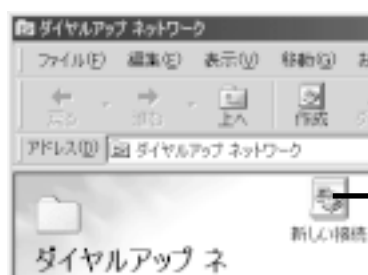 ダイヤルアップ ネットワーク
ファイル(F) 編集(E) 表示(V) 移動(G) お
戻る 進む 上へ 作成
アドレス(D) ダイヤルアップ ネットワーク
新しい接続
ダイヤルアップ ネ